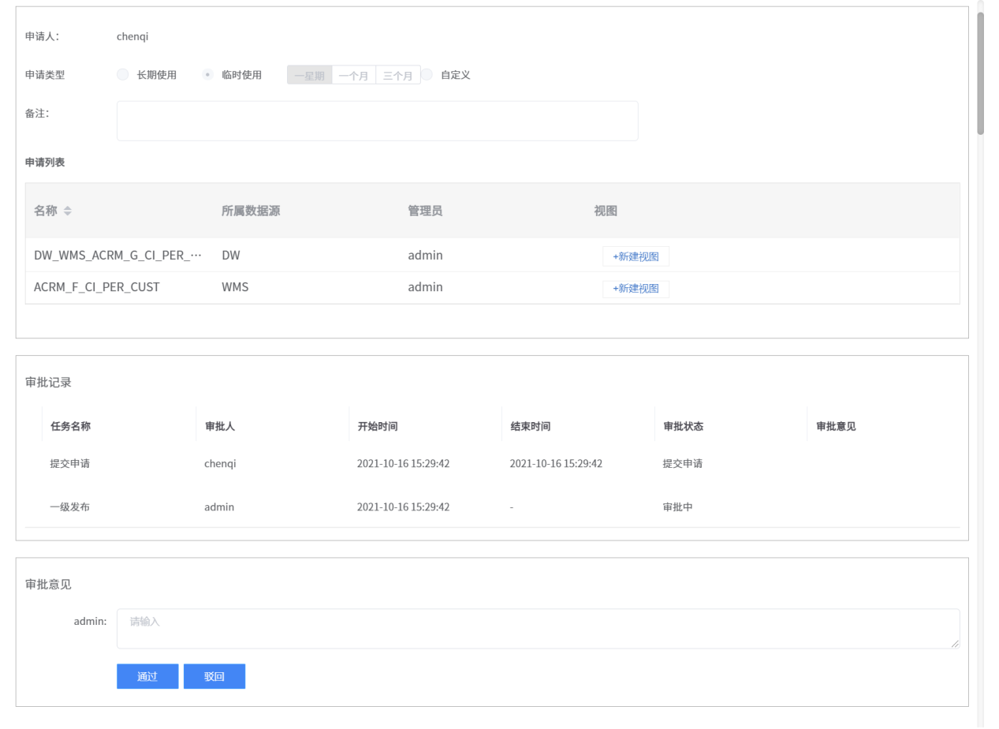 申请人： chenqi
申请类型 长期使用 临时使用 一星期 一个月 三个月 自定义
备注：
申请列表
名称 所属数据源 管理员 视图
DW_WMS_ACRM_G_CI_PER_··· DW admin +新建视图
ACRM_F_CI_PER_CUST WMS admin +新建视图
审批记录
任务名称 审批人 开始时间 结束时间 审批状态 审批意见
提交申请 chenqi 2021-10-16 15:29:42 2021-10-16 15:29:42 提交申请
一级发布 admin 2021-10-16 15:29:42 - 审批中
审批意见
admin: 请输入
通过 驳回